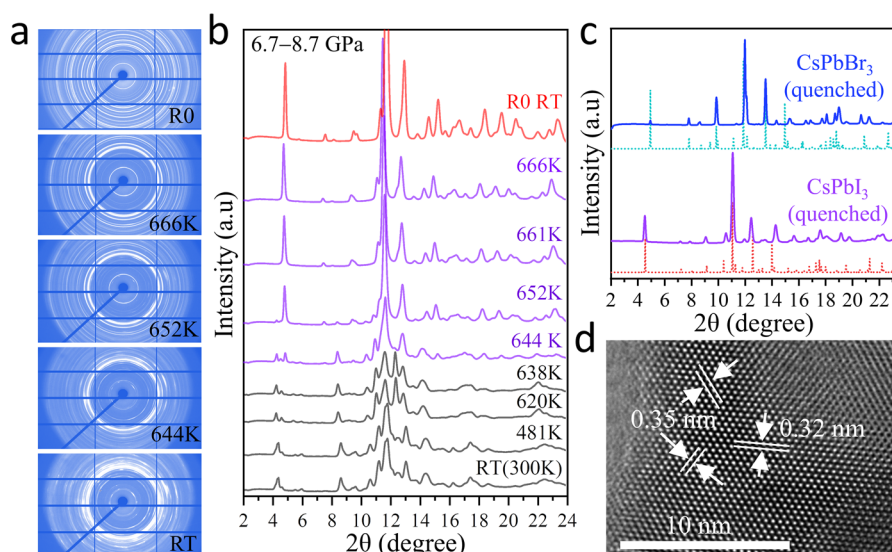 a
R0
666K
652K
644K
RT
b
6.7–8.7 GPa
R0 RT
666K
661K
652K
644 K
638K
620K
481K
RT(300K)
Intensity (a.u)
2 4 6 8 10 12 14 16 18 20 22 24
2θ (degree)
c
CsPbBr3
(quenched)
CsPbI3
(quenched)
Intensity (a.u)
2 4 6 8 10 12 14 16 18 20 22
2θ (degree)
d
0.35 nm
0.32 nm
10 nm